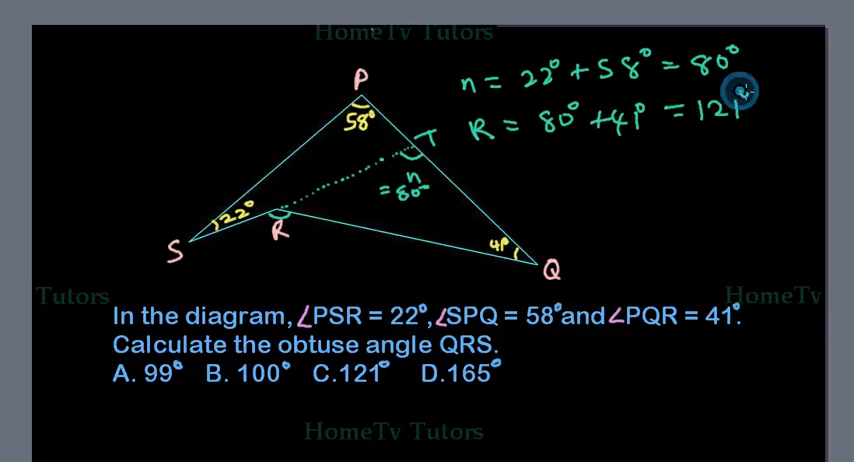 HomeTv Tutors
n = 22° + 58° = 80°
R = 80° + 41° = 121°
P
58°
T
n
= 80°
22°
S
R
41°
Q
Tutors
HomeTv
In the diagram, ∠PSR = 22°, ∠SPQ = 58° and ∠PQR = 41°.
Calculate the obtuse angle QRS.
A. 99° B. 100° C.121° D.165°
HomeTv Tutors